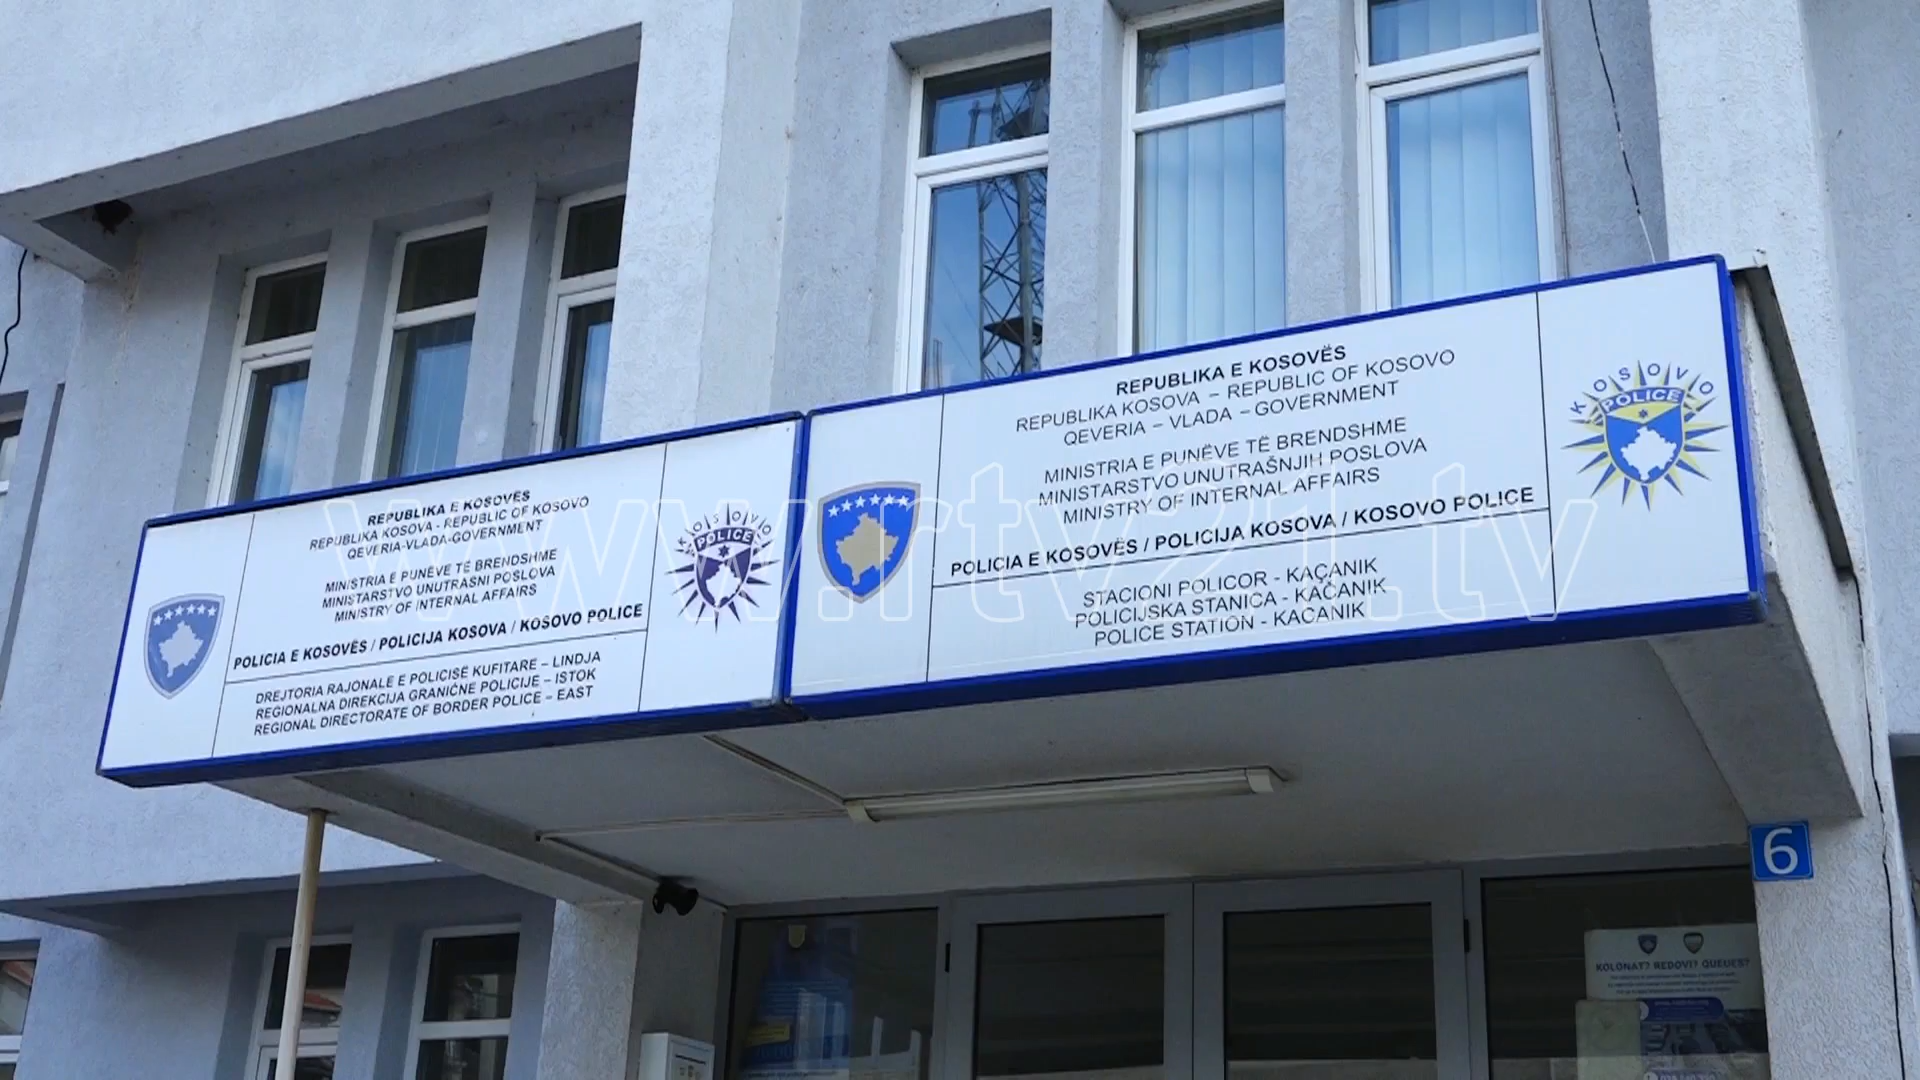 REPUBLIKA E KOSOVËS
REPUBLIKA KOSOVA - REPUBLIC OF KOSOVO
QEVERIA-VLADA-GOVERNMENT
MINISTRIA E PUNËVE TË BRENDSHME
MINISTARSTVO UNUTRAŠNI POSLOVA
MINISTRY OF INTERNAL AFFAIRS
POLICIA E KOSOVËS / POLICIJA KOSOVA / KOSOVO POLICE
DREJTORIA RAJONALE E POLICISË KUFITARE – LINDJA
REGIONALNA DIREKCIJA GRANIČNE POLICIJE – ISTOK
REGIONAL DIRECTORATE OF BORDER POLICE – EAST
KOSOVO
POLICE
REPUBLIKA E KOSOVËS
REPUBLIKA KOSOVA – REPUBLIC OF KOSOVO
QEVERIA – VLADA – GOVERNMENT
MINISTRIA E PUNËVE TË BRENDSHME
MINISTARSTVO UNUTRAŠNJIH POSLOVA
MINISTRY OF INTERNAL AFFAIRS
POLICIA E KOSOVËS / POLICIJA KOSOVA / KOSOVO POLICE
STACIONI POLICOR - KAÇANIK
POLICIJSKA STANICA - KAČANIK
POLICE STATION - KAÇANIK
KOSOVO
POLICE
www.rtv21.tv
6
KOLONAT? REDOVI? QUEUES?